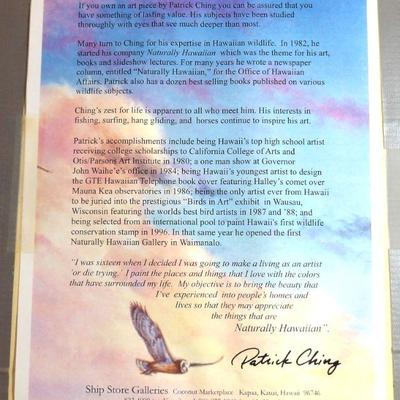 If you own an art piece by Patrick Ching you can be assured that you
have something of lasting value. His subjects have been studied
thoroughly with eyes that see much deeper than most.
Many turn to Ching for his expertise in Hawaiian wildlife. In 1982, he
started his company Naturally Hawaiian which was the theme for his art,
books and slideshow lectures. For many years he wrote a newspaper
column, entitled "Naturally Hawaiian," for the Office of Hawaiian
Affairs. Patrick also has a dozen best selling books published on various
wildlife subjects.
Ching's zest for life is apparent to all who meet him. His interests in
fishing, surfing, hang gliding, and horses continue to inspire his art.
Patrick's accomplishments include being Hawaii's top high school artist
receiving college scholarships to California College of Arts and
Otis/Parsons Art Institute in 1980; a one man show at Governor
John Waihe'e's office in 1984; being Hawaii's youngest artist to design
the GTE Hawaiian Telephone book cover featuring Halley's comet over
Mauna Kea observatories in 1986; being the only artist ever from Hawaii
to be juried into the prestigious "Birds in Art" exhibit in Wausau,
Wisconsin featuring the worlds best bird artists in 1987 and '88; and
being selected from an international pool to paint Hawaii's first wildlife
conservation stamp in 1996. In that same year he opened the first
Naturally Hawaiian Gallery in Waimanalo.
"I was sixteen when I decided I was going to make a living as an artist
'or die trying.' I paint the places and things that I love with the colors
that have surrounded my life. My objective is to bring the beauty that
I've experienced into people's homes and
lives so that they may appreciate
the things that are
Naturally Hawaiian".
Patrick Ching
Ship Store Galleries Coconut Marketplace Kapaa, Kauai, Hawaii 96746